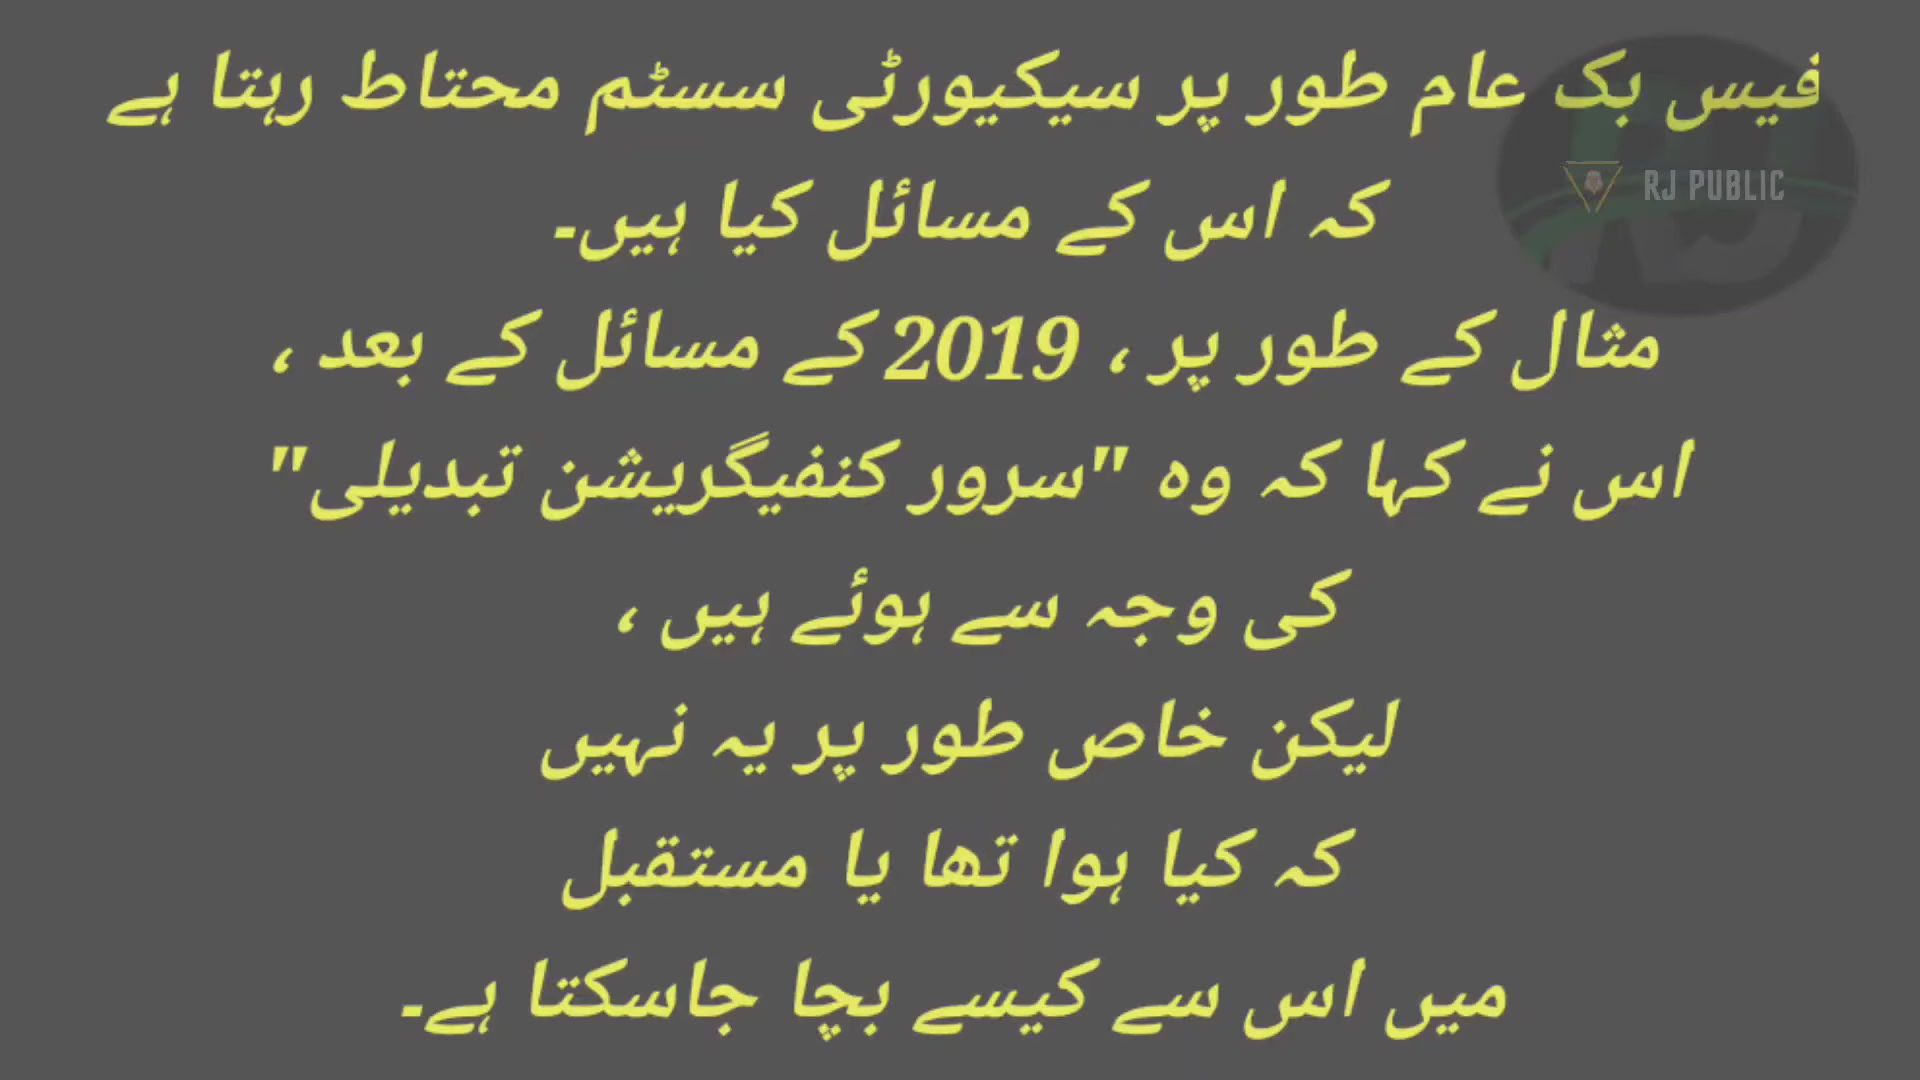 فیس بک عام طور پر سیکیورٹی سسٹم محتاط رہتا ہے
کہ اس کے مسائل کیا ہیں۔
مثال کے طور پر ، 2019 کے مسائل کے بعد ،
اس نے کہا کہ وہ "سرور کنفیگریشن تبدیلی"
کی وجہ سے ہوئے ہیں ،
لیکن خاص طور پر یہ نہیں
کہ کیا ہوا تھا یا مستقبل
میں اس سے کیسے بچا جاسکتا ہے۔
RJ PUBLIC